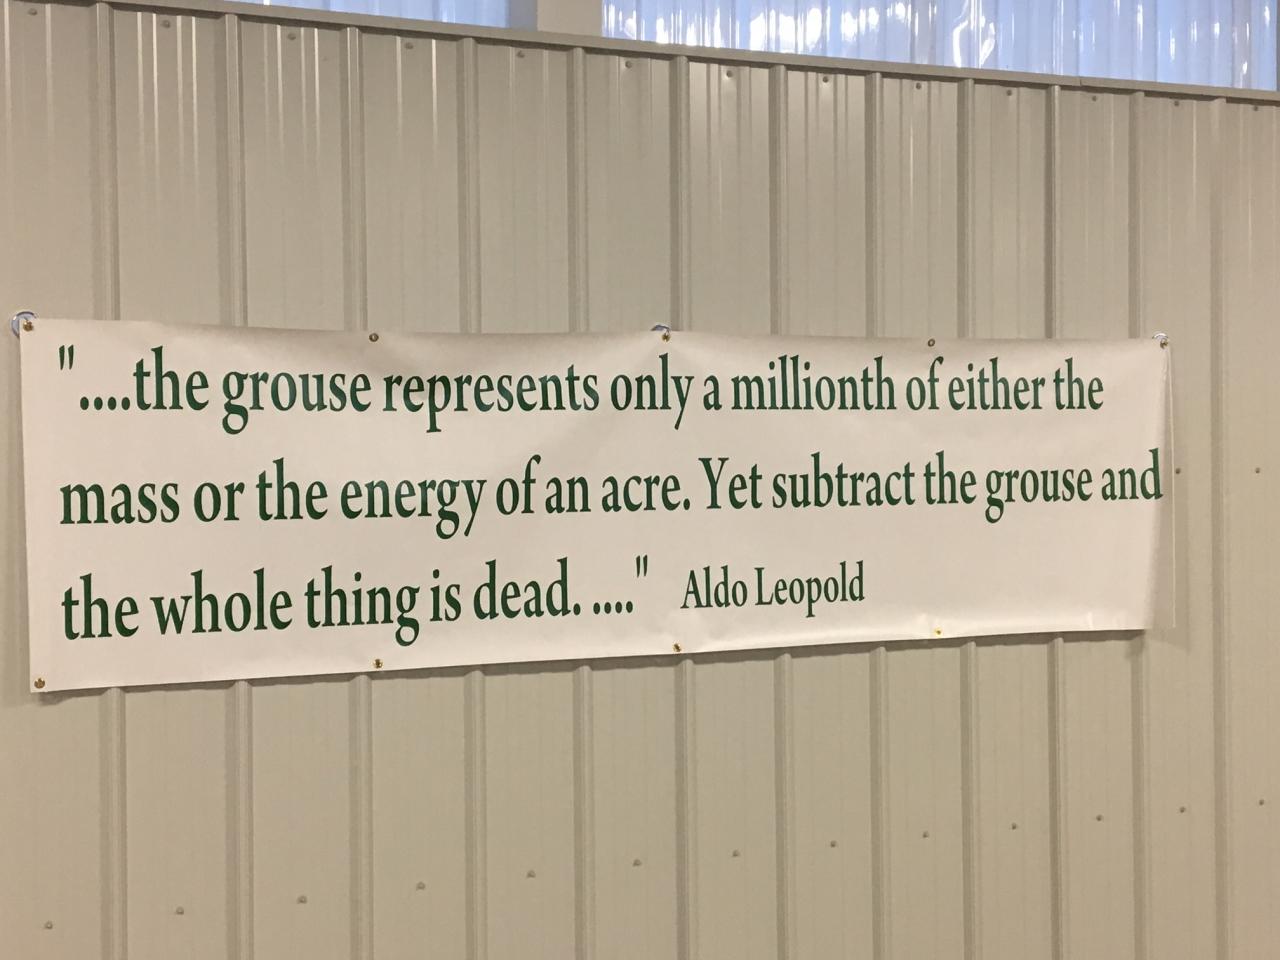 "....the grouse represents only a millionth of either the
mass or the energy of an acre. Yet subtract the grouse and
the whole thing is dead. ...." Aldo Leopold